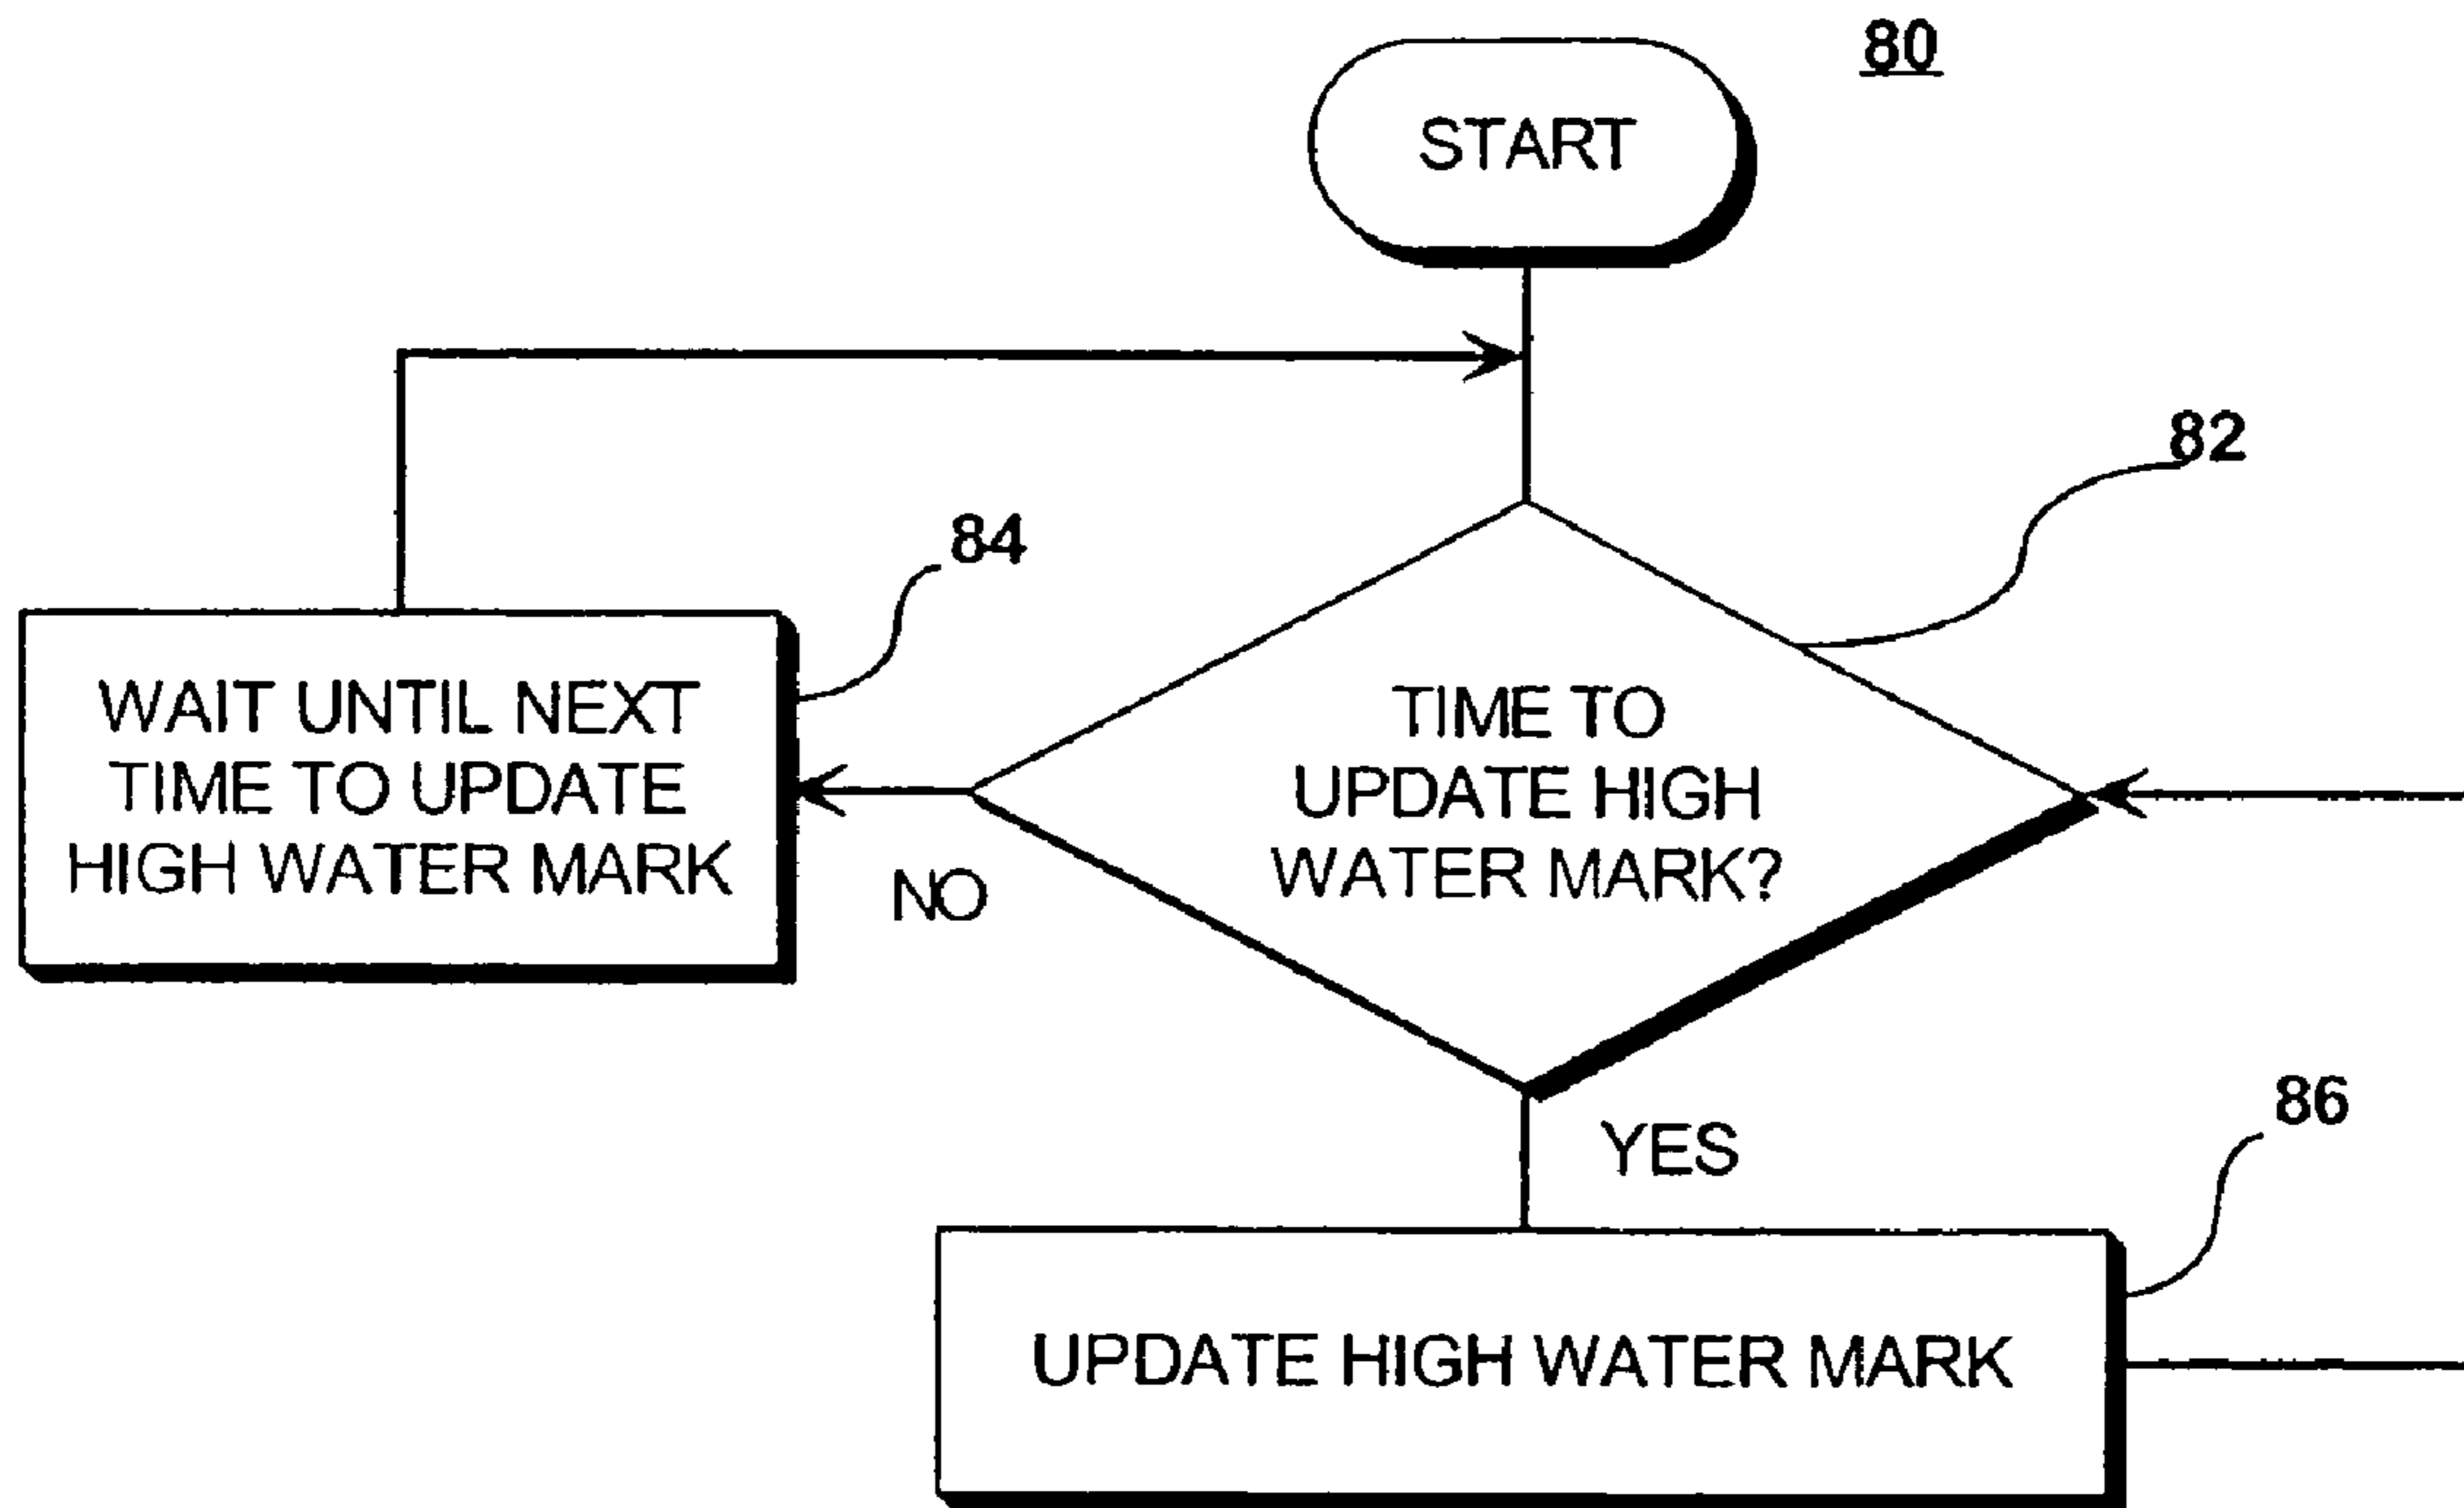 80
START
82
84
WAIT UNTIL NEXT
TIME TO UPDATE
HIGH WATER MARK
TIME TO
UPDATE HIGH
WATER MARK?
NO
YES
86
UPDATE HIGH WATER MARK